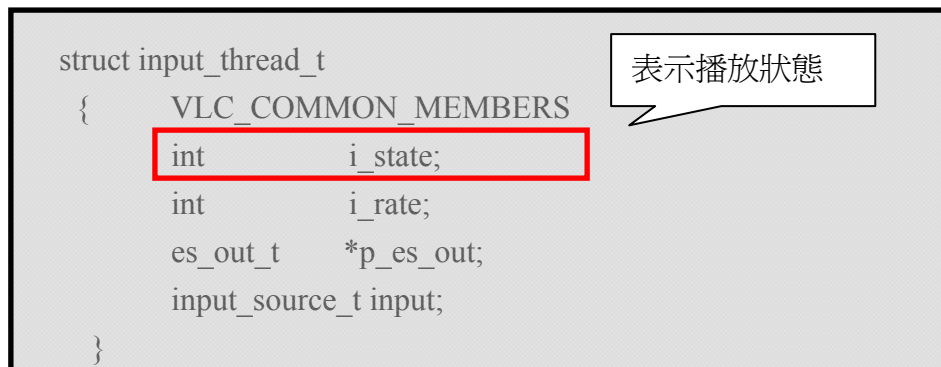 struct input_thread_t
表示播放狀態
{ VLC_COMMON_MEMBERS
int i_state;
int i_rate;
es_out_t *p_es_out;
input_source_t input;
}